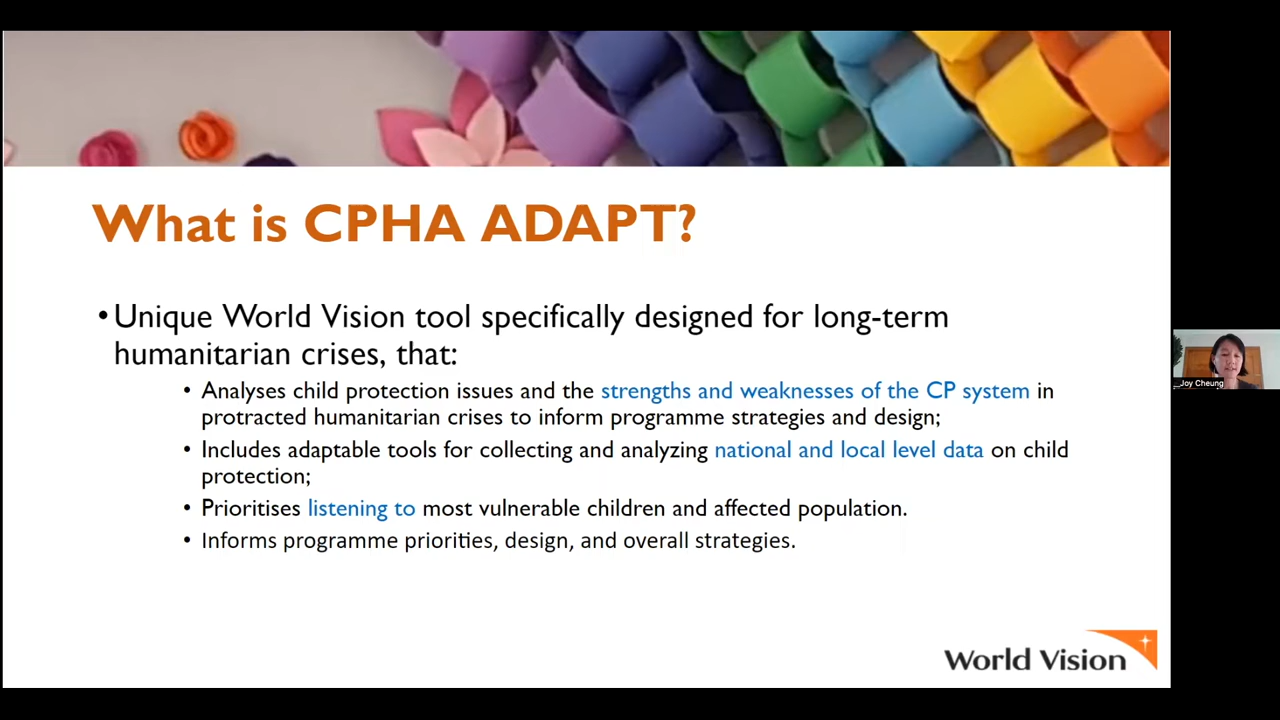 What is CPHA ADAPT?
•Unique World Vision tool specifically designed for long-term
humanitarian crises, that:
• Analyses child protection issues and the strengths and weaknesses of the CP system in
protracted humanitarian crises to inform programme strategies and design;
• Includes adaptable tools for collecting and analyzing national and local level data on child
protection;
• Prioritises listening to most vulnerable children and affected population.
• Informs programme priorities, design, and overall strategies.
World Vision
_Joy Cheung